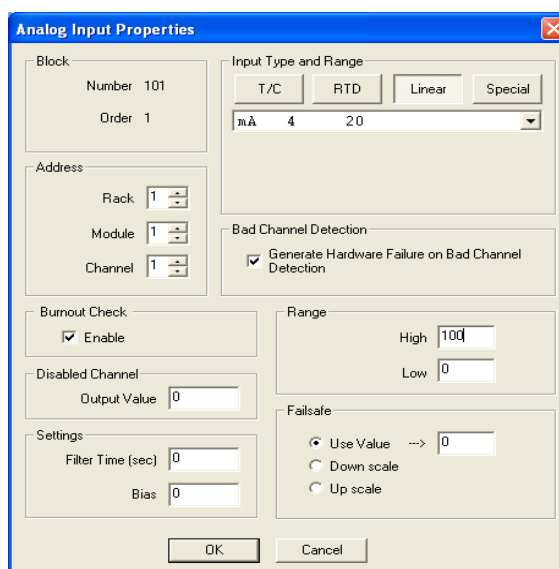 Analog Input Properties
Block
Number 101
Order 1
Input Type and Range
T/C RTD Linear Special
mA 4 20
Address
Rack 1
Module 1
Channel 1
Bad Channel Detection
Generate Hardware Failure on Bad Channel
Detection
Burnout Check
Enable
Range
High 100
Low 0
Disabled Channel
Output Value 0
Failsafe
Use Value ---> 0
Down scale
Up scale
Settings
Filter Time (sec) 0
Bias 0
OK Cancel